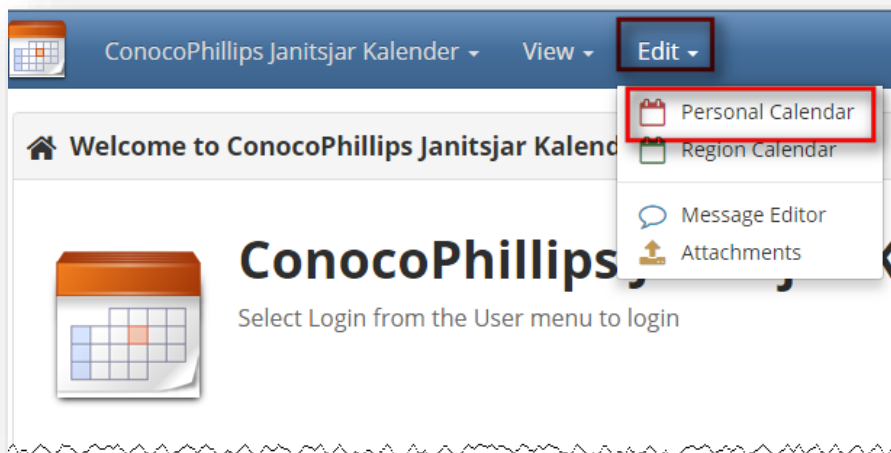 ConocoPhillips Janitsjar Kalender View Edit
Personal Calendar
Welcome to ConocoPhillips Janitsjar Kalend
Region Calendar
Message Editor
Attachments
ConocoPhillips
Select Login from the User menu to login